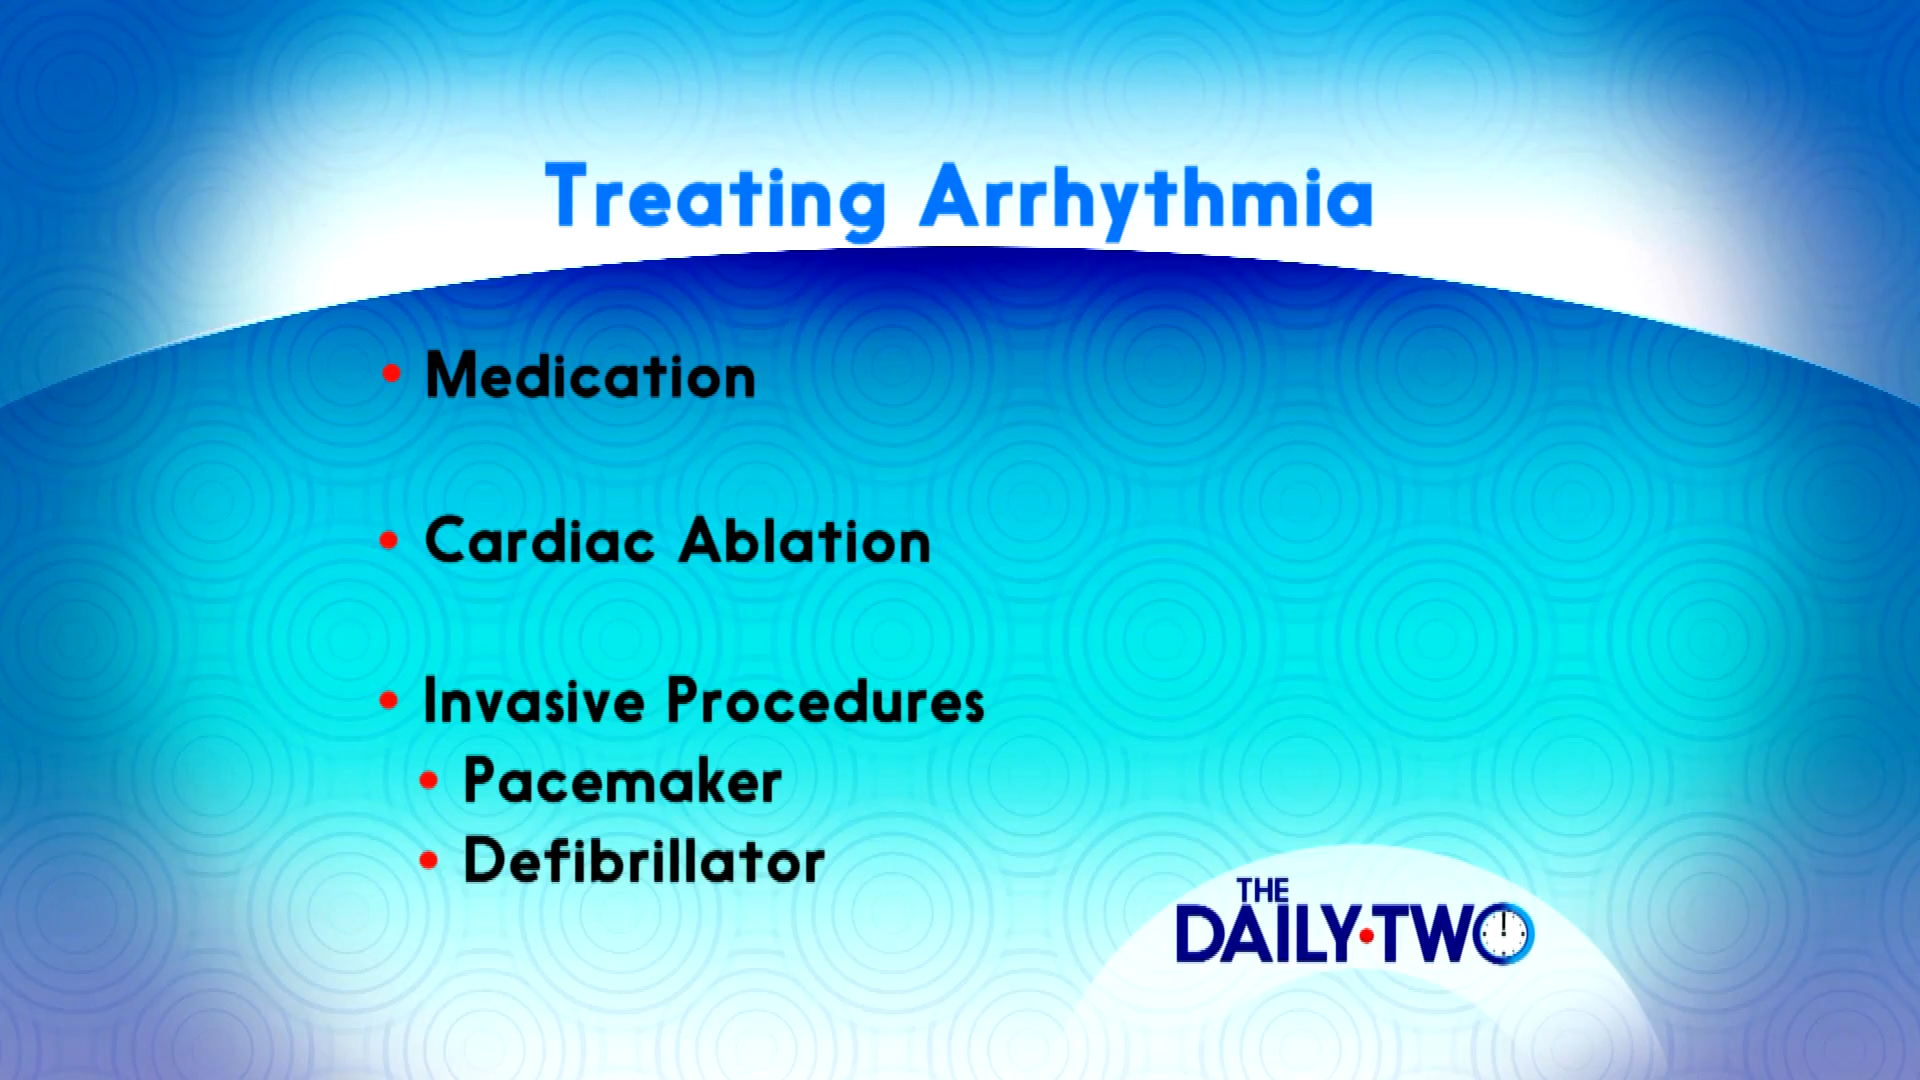 Treating Arrhythmia
• Medication
• Cardiac Ablation
• Invasive Procedures
• Pacemaker
• Defibrillator
THE
DAILY•TWO